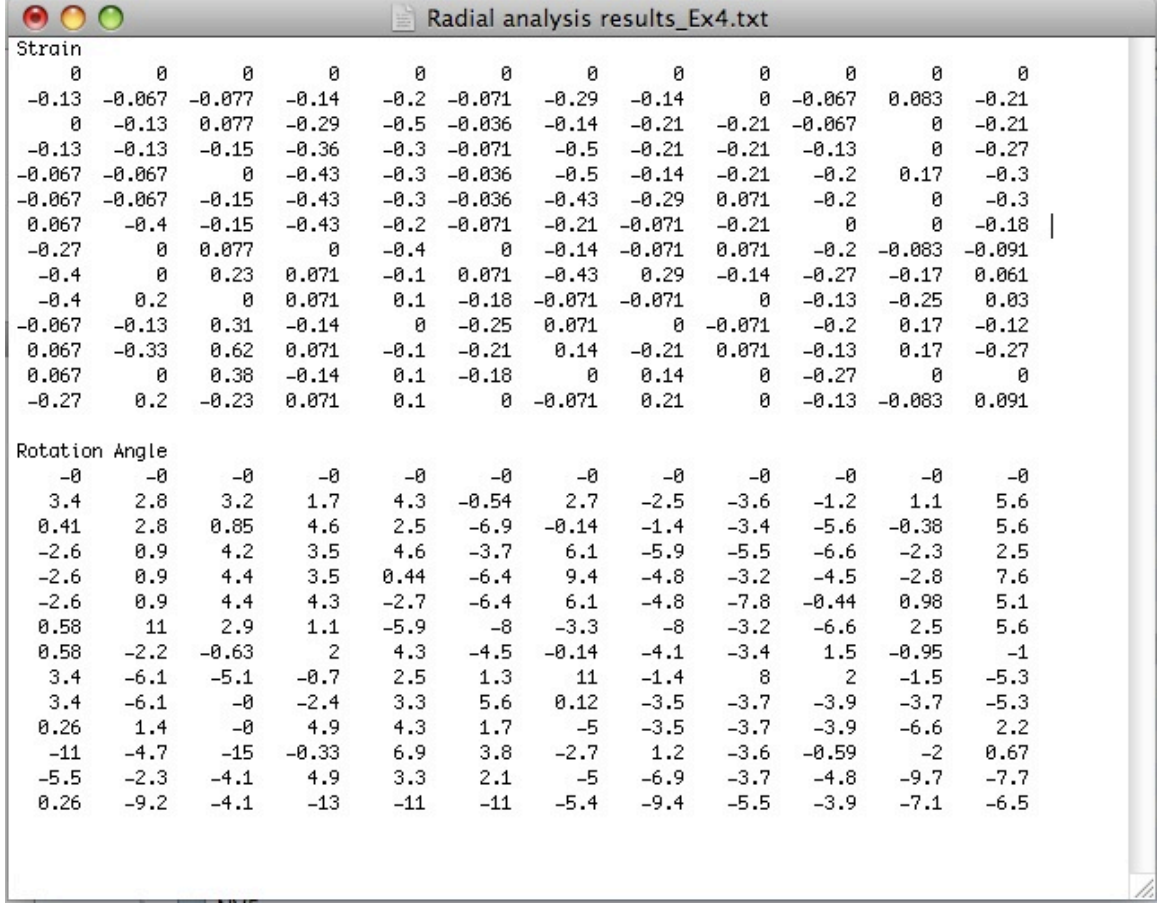 Radial analysis results_Ex4.txt
Strain
0 0 0 0 0 0 0 0 0 0 0 0
-0.13 -0.067 -0.077 -0.14 -0.2 -0.071 -0.29 -0.14 0 -0.067 0.083 -0.21
0 -0.13 0.077 -0.29 -0.5 -0.036 -0.14 -0.21 -0.21 -0.067 0 -0.21
-0.13 -0.13 -0.15 -0.36 -0.3 -0.071 -0.5 -0.21 -0.21 -0.13 0 -0.27
-0.067 -0.067 0 -0.43 -0.3 -0.036 -0.5 -0.14 -0.21 -0.2 0.17 -0.3
-0.067 -0.067 -0.15 -0.43 -0.3 -0.036 -0.43 -0.29 0.071 -0.2 0 -0.3
0.067 -0.4 -0.15 -0.43 -0.2 -0.071 -0.21 -0.071 -0.21 0 0 -0.18
-0.27 0 0.077 0 -0.4 0 -0.14 -0.071 0.071 -0.2 -0.083 -0.091
-0.4 0 0.23 0.071 -0.1 0.071 -0.43 0.29 -0.14 -0.27 -0.17 0.061
-0.4 0.2 0 0.071 0.1 -0.18 -0.071 -0.071 0 -0.13 -0.25 0.03
-0.067 -0.13 0.31 -0.14 0 -0.25 0.071 0 -0.071 -0.2 0.17 -0.12
0.067 -0.33 0.62 0.071 -0.1 -0.21 0.14 -0.21 0.071 -0.13 0.17 -0.27
0.067 0 0.38 -0.14 0.1 -0.18 0 0.14 0 -0.27 0 0
-0.27 0.2 -0.23 0.071 0.1 0 -0.071 0.21 0 -0.13 -0.083 0.091
Rotation Angle
-0 -0 -0 -0 -0 -0 -0 -0 -0 -0 -0 -0
3.4 2.8 3.2 1.7 4.3 -0.54 2.7 -2.5 -3.6 -1.2 1.1 5.6
0.41 2.8 0.85 4.6 2.5 -6.9 -0.14 -1.4 -3.4 -5.6 -0.38 5.6
-2.6 0.9 4.2 3.5 4.6 -3.7 6.1 -5.9 -5.5 -6.6 -2.3 2.5
-2.6 0.9 4.4 3.5 0.44 -6.4 9.4 -4.8 -3.2 -4.5 -2.8 7.6
-2.6 0.9 4.4 4.3 -2.7 -6.4 6.1 -4.8 -7.8 -0.44 0.98 5.1
0.58 11 2.9 1.1 -5.9 -8 -3.3 -8 -3.2 -6.6 2.5 5.6
0.58 -2.2 -0.63 2 4.3 -4.5 -0.14 -4.1 -3.4 1.5 -0.95 -1
3.4 -6.1 -5.1 -0.7 2.5 1.3 11 -1.4 8 2 -1.5 -5.3
3.4 -6.1 -0 -2.4 3.3 5.6 0.12 -3.5 -3.7 -3.9 -3.7 -5.3
0.26 1.4 -0 4.9 4.3 1.7 -5 -3.5 -3.7 -3.9 -6.6 2.2
-11 -4.7 -15 -0.33 6.9 3.8 -2.7 1.2 -3.6 -0.59 -2 0.67
-5.5 -2.3 -4.1 4.9 3.3 2.1 -5 -6.9 -3.7 -4.8 -9.7 -7.7
0.26 -9.2 -4.1 -13 -11 -11 -5.4 -9.4 -5.5 -3.9 -7.1 -6.5